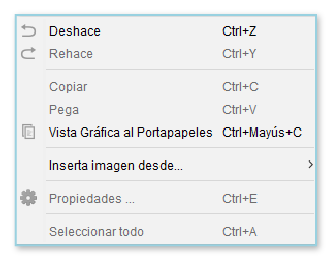 Deshace Ctrl+Z
Rehace Ctrl+Y
Copiar Ctrl+C
Pega Ctrl+V
Vista Gráfica al Portapapeles Ctrl+Mayús+C
Inserta imagen desde...
Propiedades ... Ctrl+E
Seleccionar todo Ctrl+A